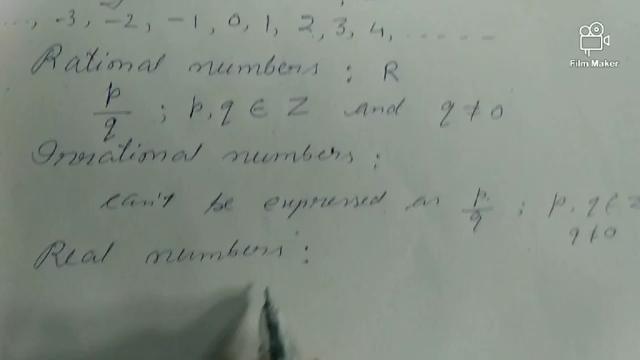 ..., -3, -2, -1, 0, 1, 2, 3, 4, ......
Film Maker
Rational numbers : R
p/q ; p, q ∈ Z and q ≠ 0
Irrational numbers :
can't be expressed as p/q ; p, q ∈ Z
q ≠ 0
Real numbers :